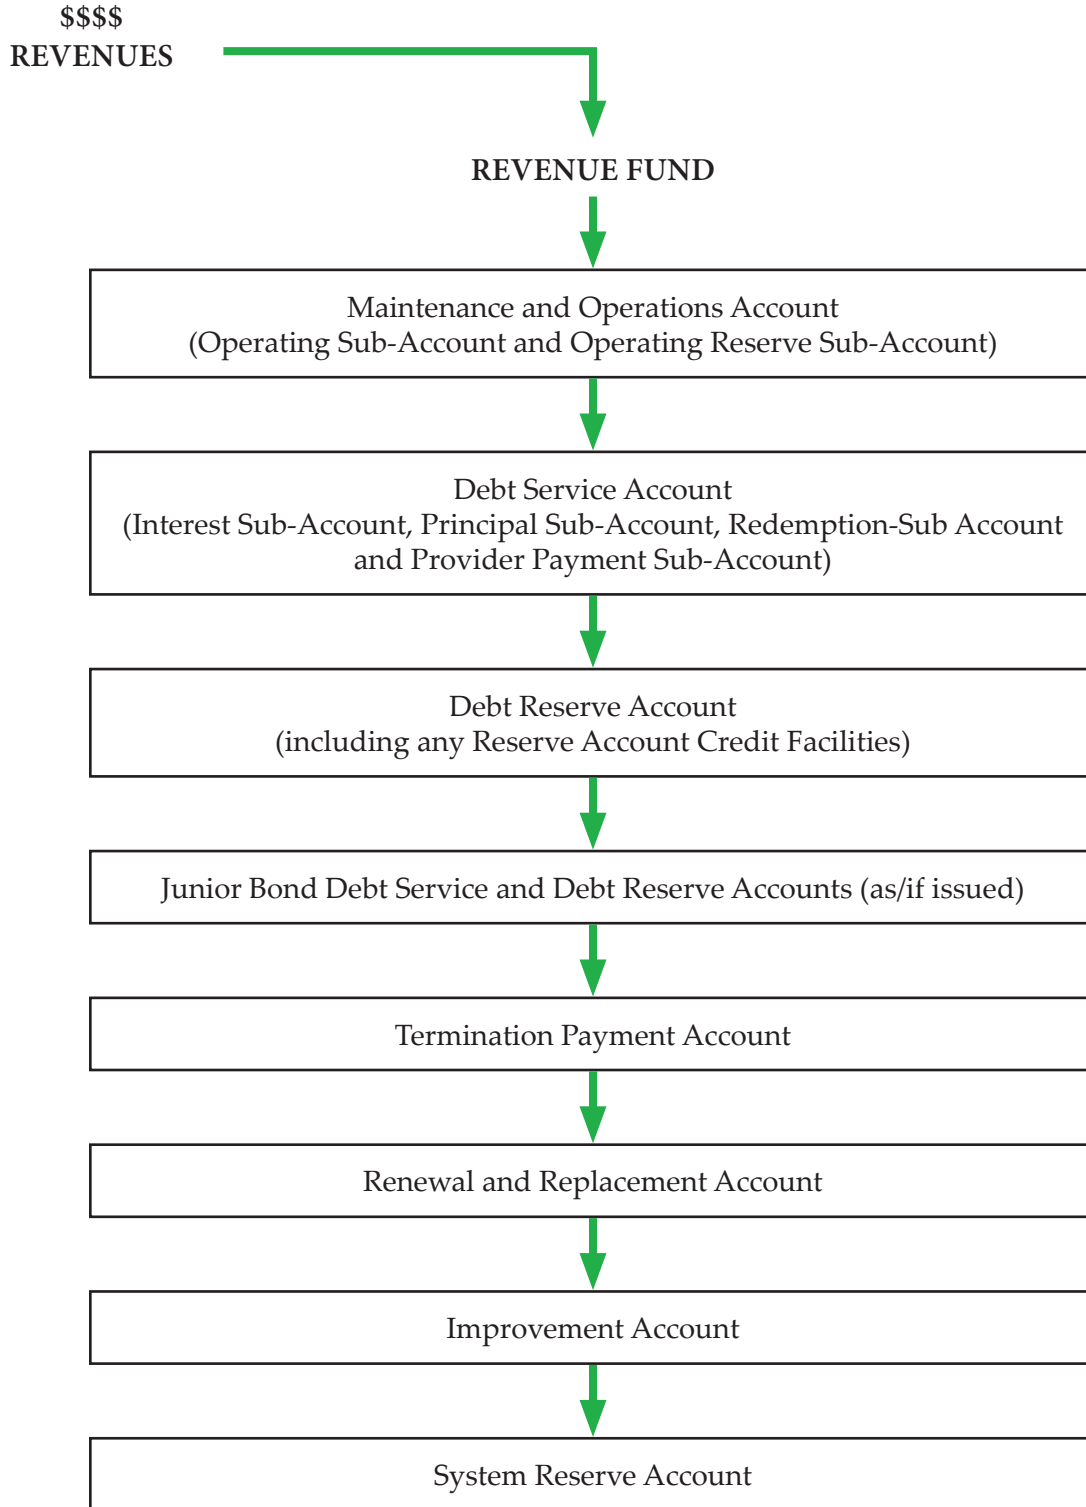 $$$$
REVENUES
REVENUE FUND
Maintenance and Operations Account
(Operating Sub-Account and Operating Reserve Sub-Account)
Debt Service Account
(Interest Sub-Account, Principal Sub-Account, Redemption-Sub Account
and Provider Payment Sub-Account)
Debt Reserve Account
(including any Reserve Account Credit Facilities)
Junior Bond Debt Service and Debt Reserve Accounts (as/if issued)
Termination Payment Account
Renewal and Replacement Account
Improvement Account
System Reserve Account